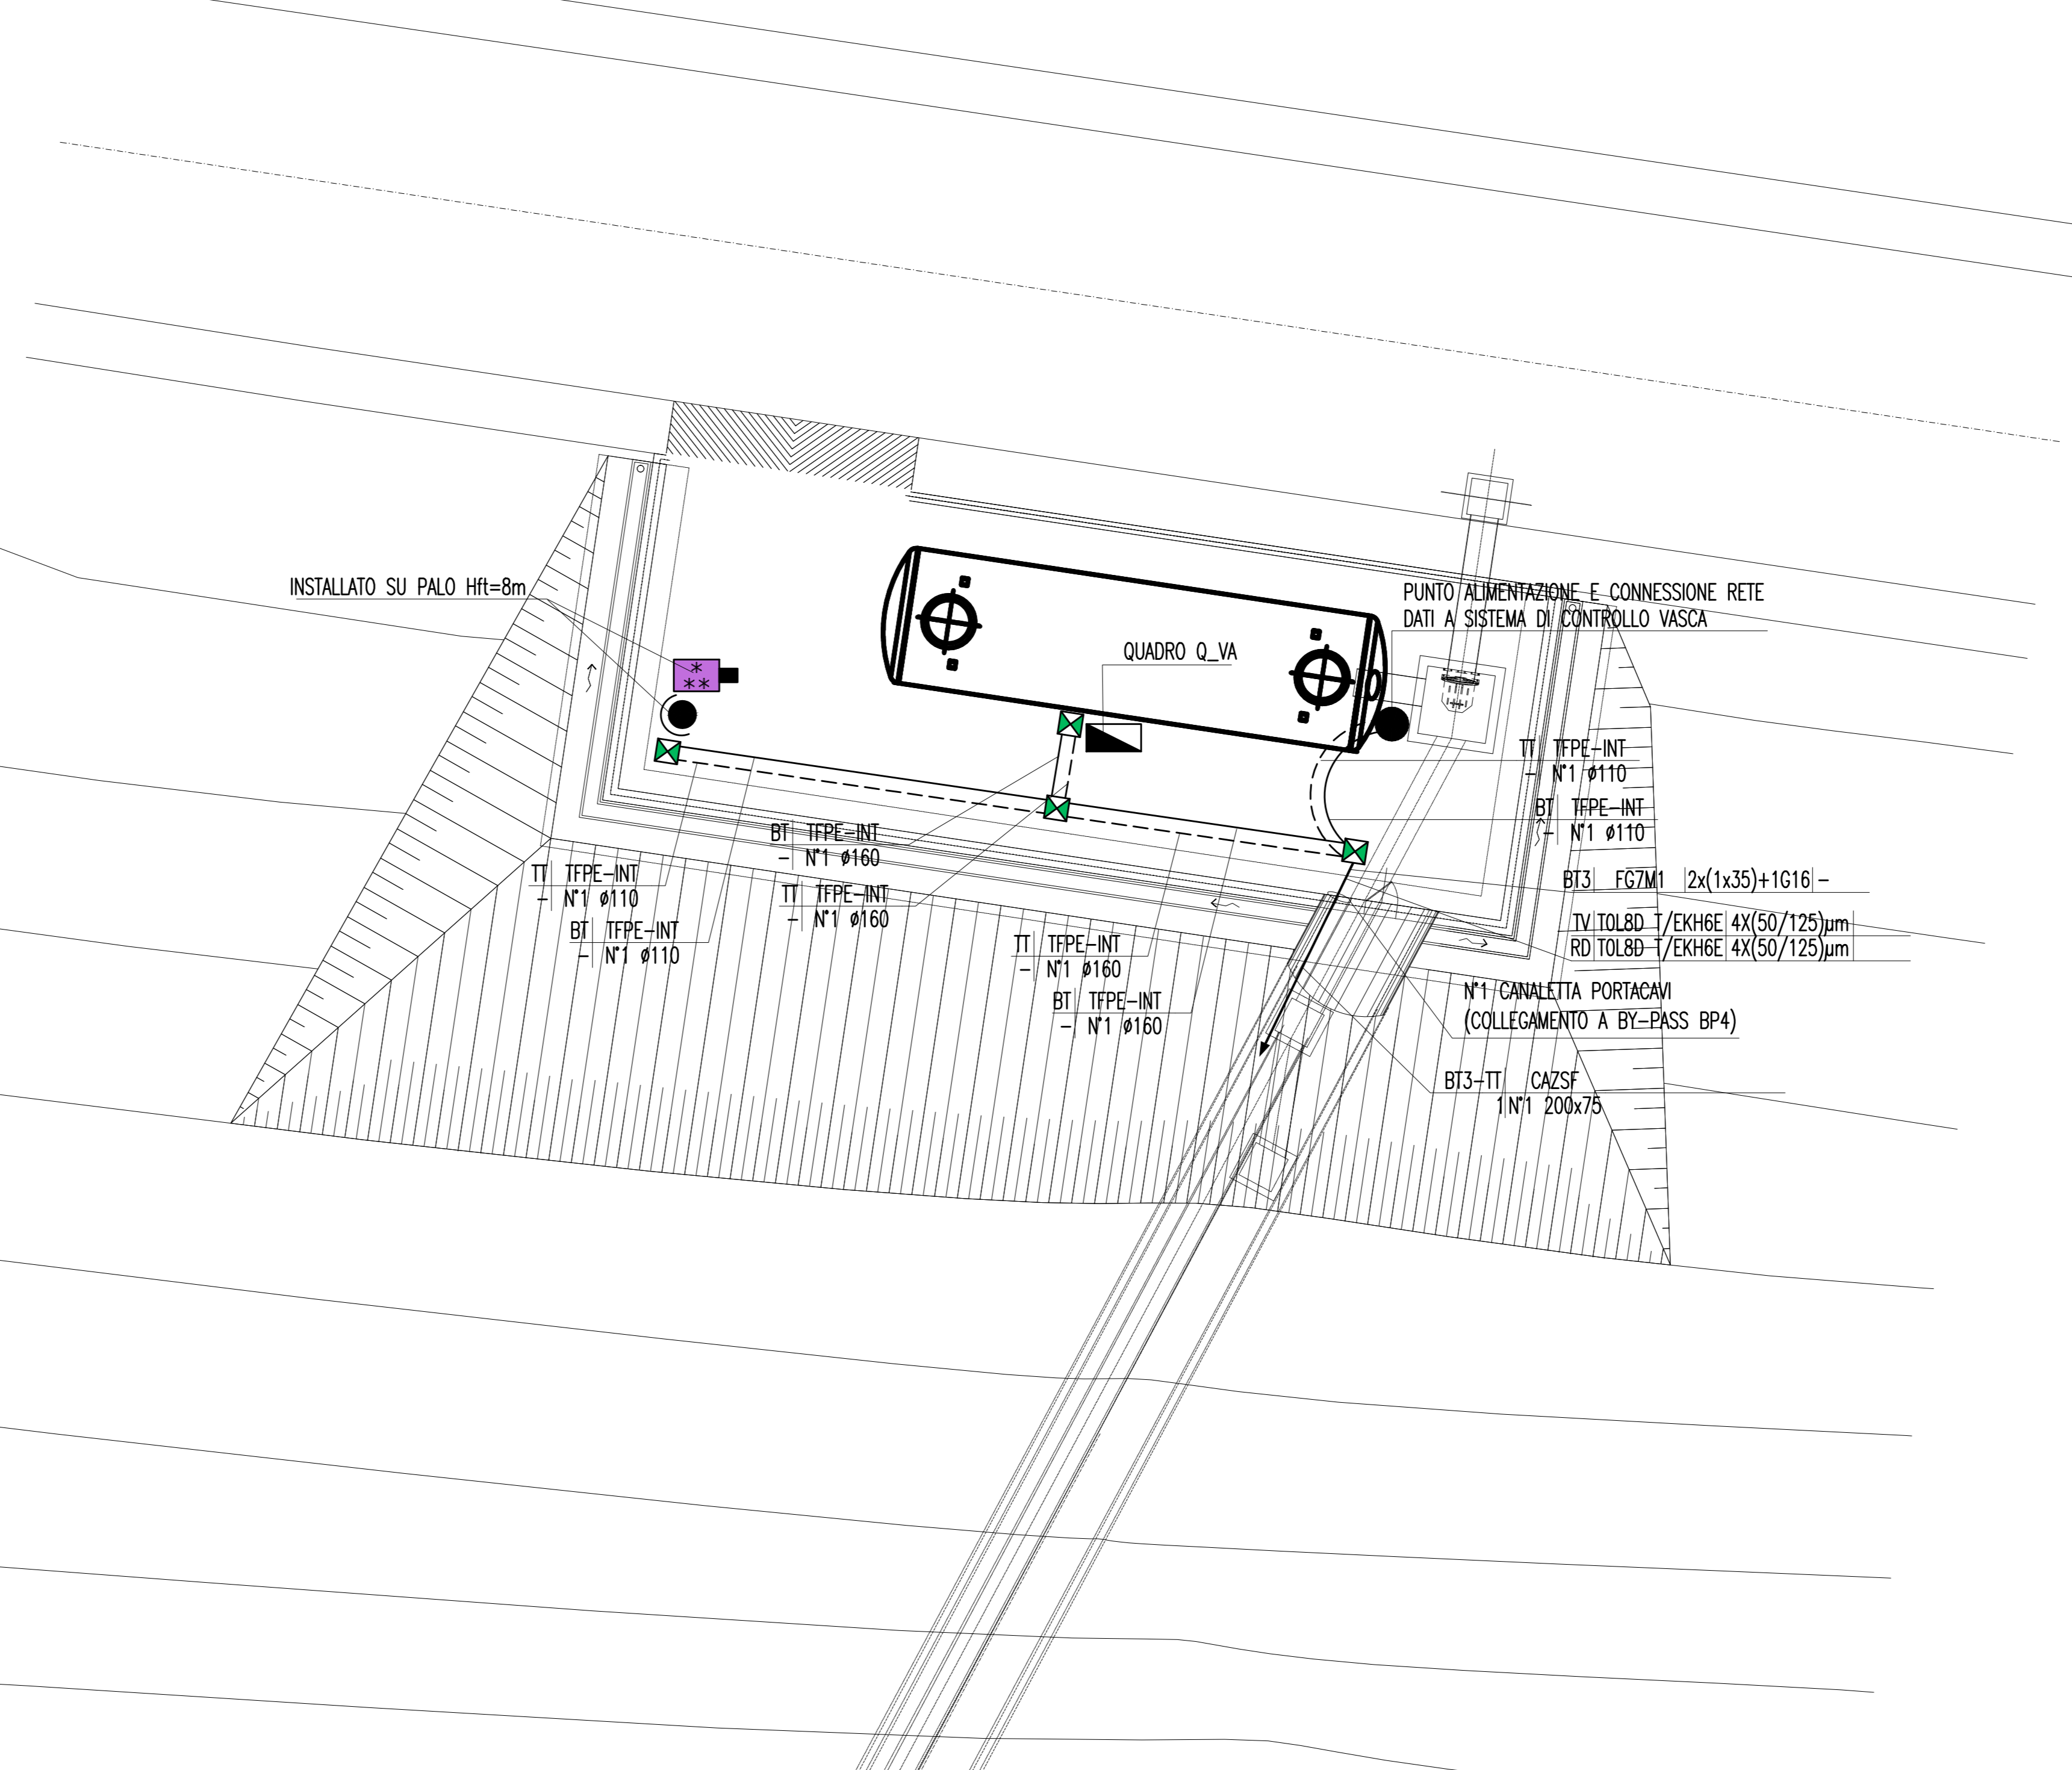 INSTALLATO SU PALO Hft=8m
PUNTO ALIMENTAZIONE E CONNESSIONE RETE
DATI A SISTEMA DI CONTROLLO VASCA
QUADRO Q_VA
*
**
TT TFPE-INT
- N°1 ø110
BT TFPE-INT
- N°1 ø110
BT TFPE-INT
- N°1 ø160
TT TFPE-INT
- N°1 ø110
TT TFPE-INT
- N°1 ø160
BT TFPE-INT
- N°1 ø110
TT TFPE-INT
- N°1 ø160
BT TFPE-INT
- N°1 ø160
BT3 FG7M1 2x(1x35)+1G16 -
TV TOL8D T/EKH6E 4X(50/125)µm
RD TOL8D T/EKH6E 4X(50/125)µm
N°1 CANALETTA PORTACAVI
(COLLEGAMENTO A BY-PASS BP4)
BT3-TT CAZSF
1 N°1 200x75